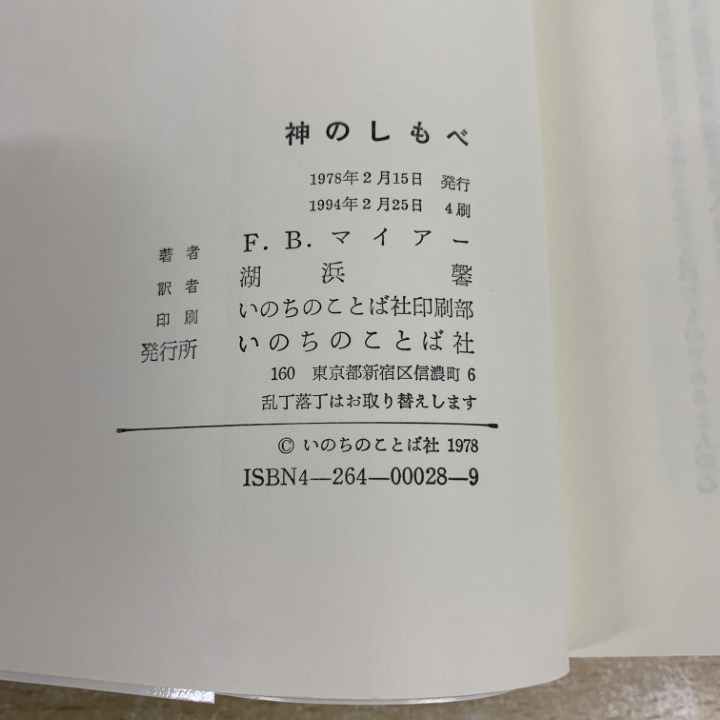 神のしもべ
1978年2月15日 発行
1994年2月25日 4刷
著者 F. B. マイアー
訳者 湖浜馨
印刷 いのちのことば社印刷部
発行所 いのちのことば社
160 東京都新宿区信濃町6
乱丁落丁はお取り替えします
© いのちのことば社 1978
ISBN4—264—00028—9